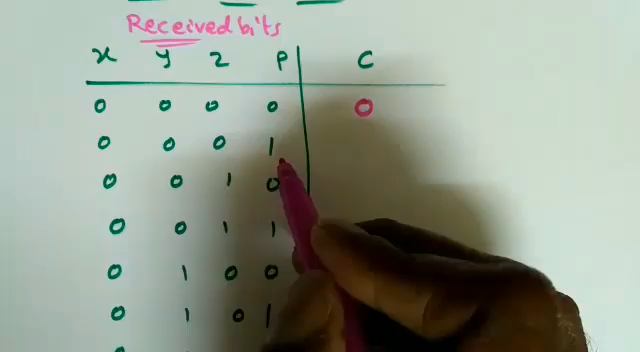 Received bits
x y z P C
0 0 0 0 0
0 0 0 1
0 0 1 0
0 0 1 1
0 1 0 0
0 1 0 1